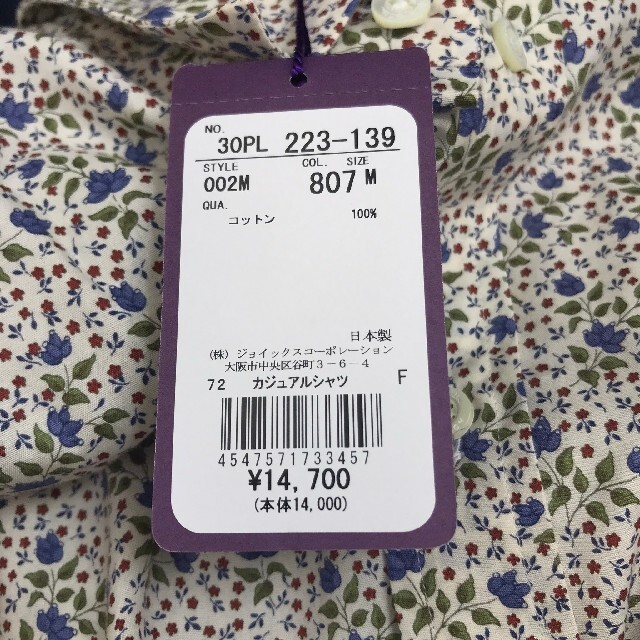 NO. 30PL 223-139
STYLE COL. SIZE
002M 807 M
QUA.
コットン 100%
日本製
(株) ジョイックスコーポレーション
大阪市中央区谷町3-6-4
72 カジュアルシャツ F
4547571733457
¥14,700
(本体14,000)